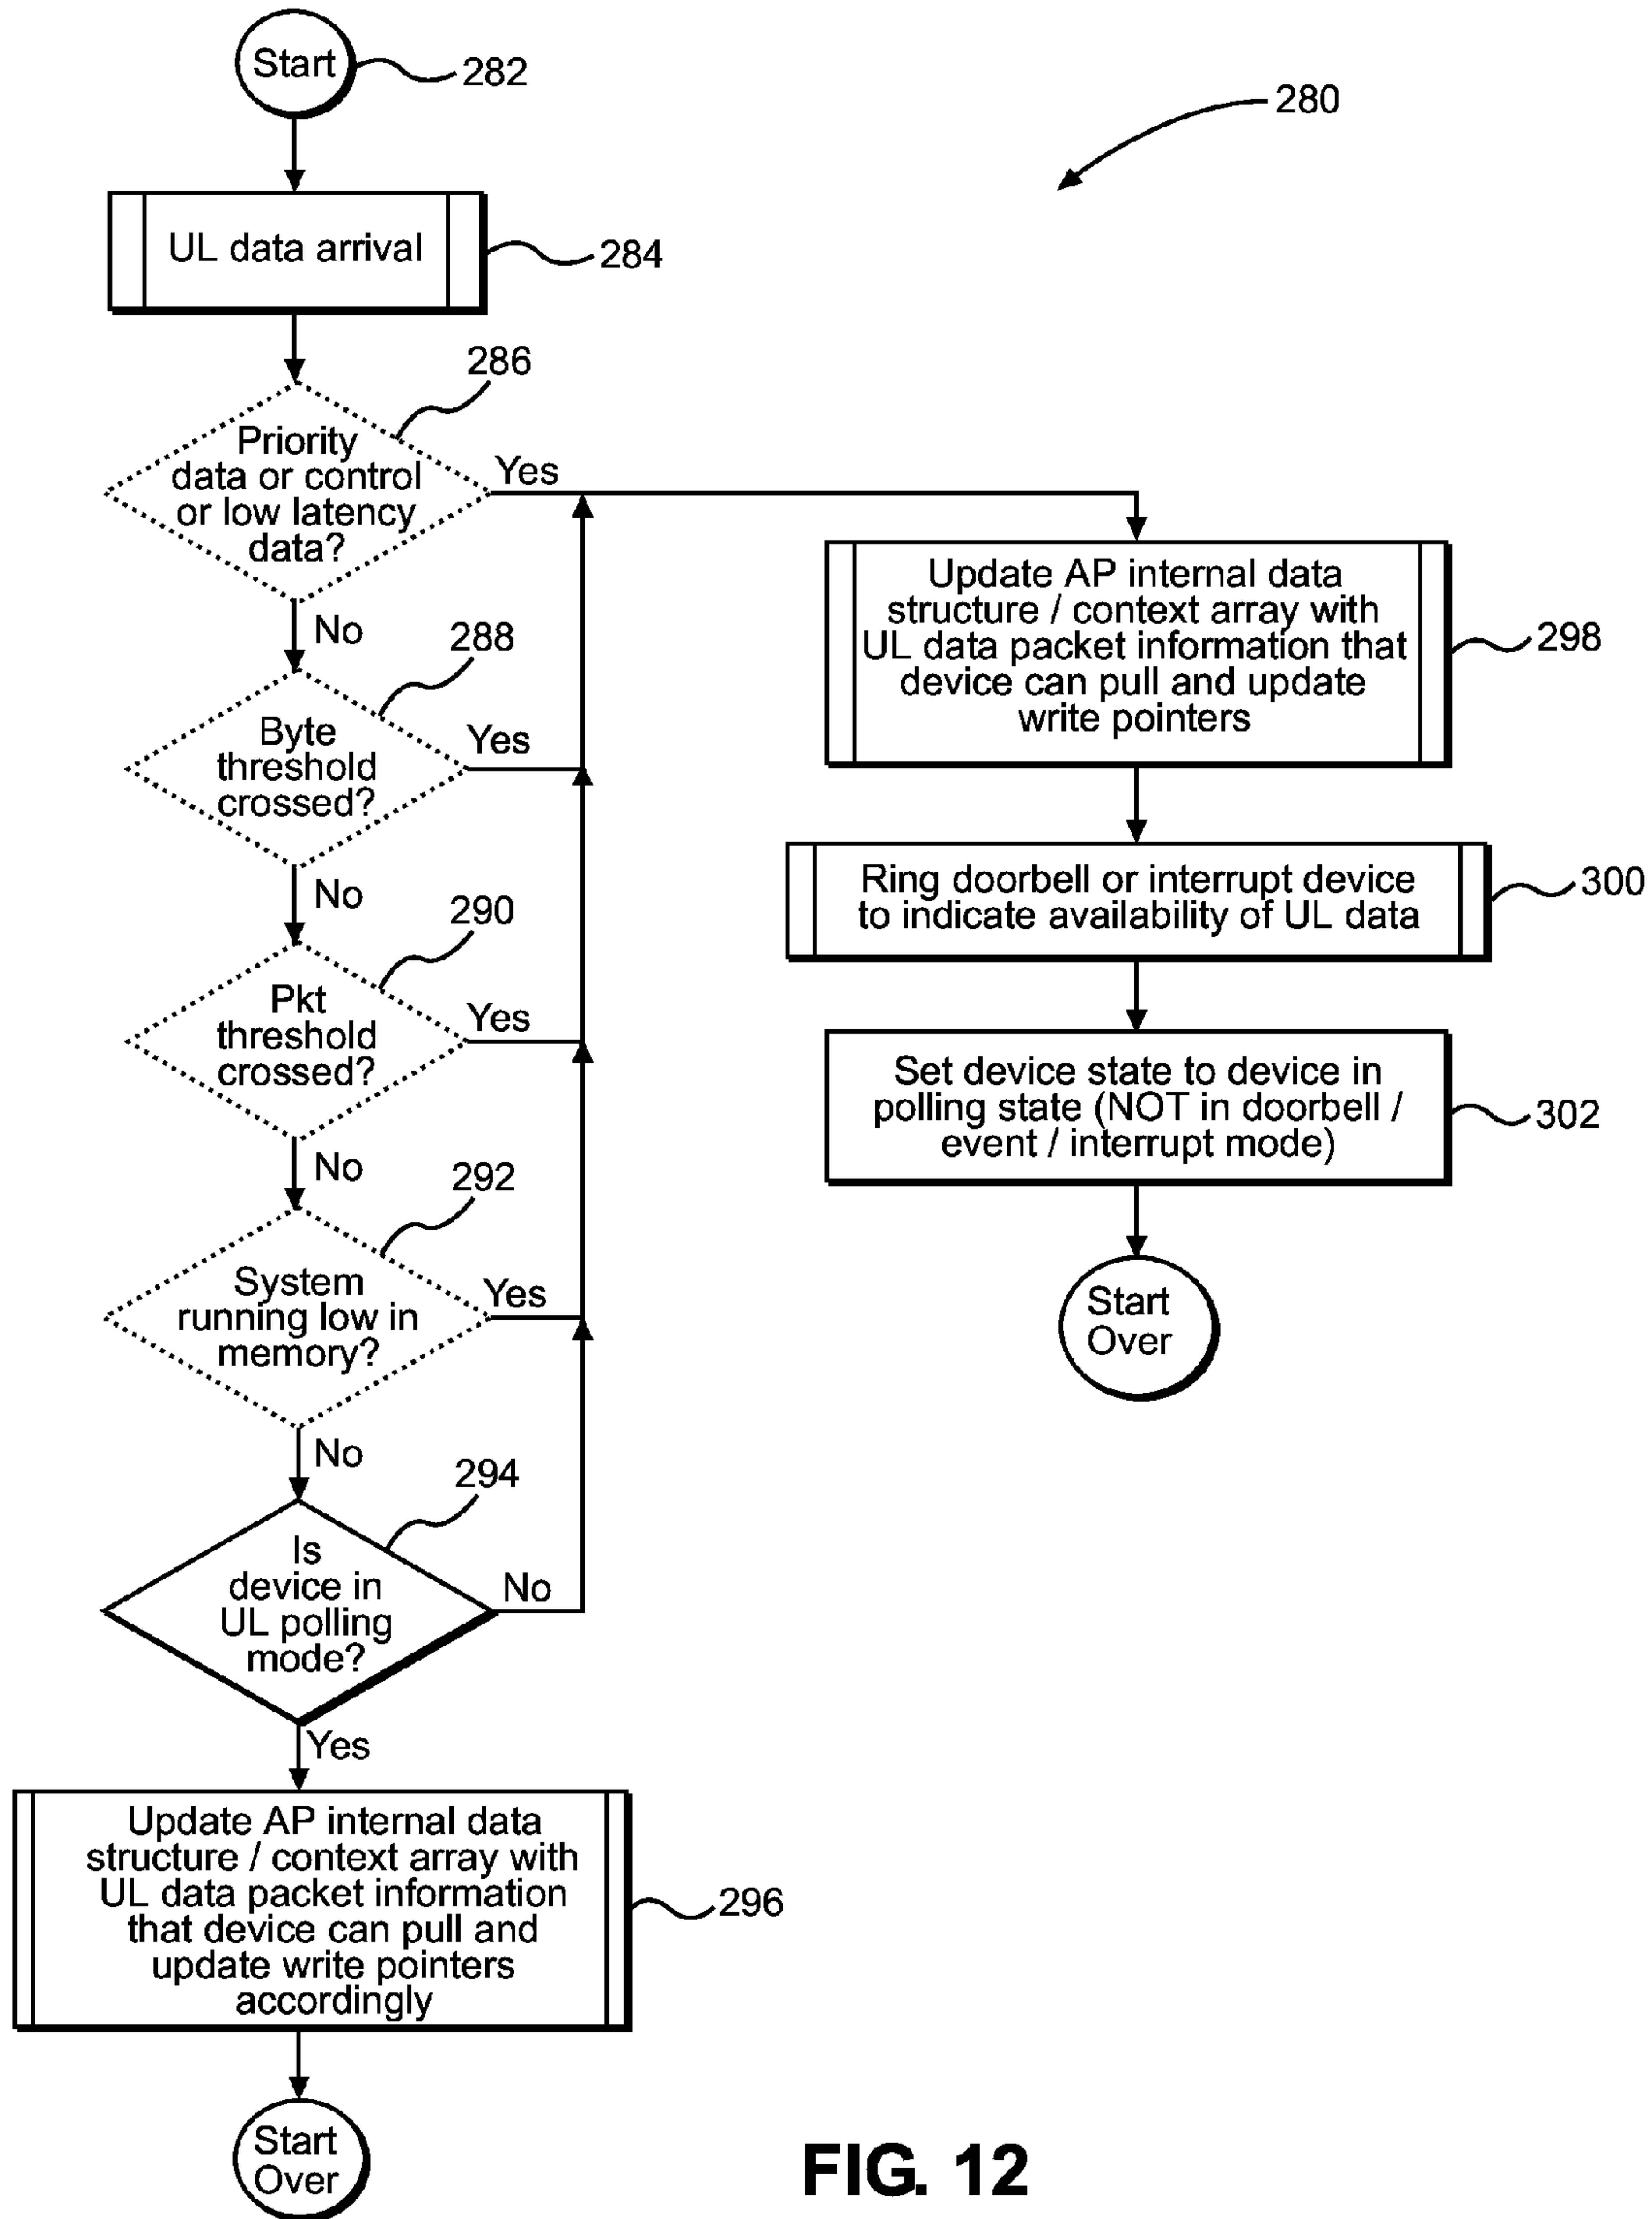 Start
282
280
UL data arrival
284
286
Priority
data or control
or low latency
data?
Yes
No
288
Byte
threshold
crossed?
Yes
No
290
Pkt
threshold
crossed?
Yes
No
292
System
running low in
memory?
Yes
No
294
Is
device in
UL polling
mode?
No
Yes
Update AP internal data
structure / context array with
UL data packet information
that device can pull and
update write pointers
accordingly
296
Start
Over
Update AP internal data
structure / context array with
UL data packet information that
device can pull and update
write pointers
298
Ring doorbell or interrupt device
to indicate availability of UL data
300
Set device state to device in
polling state (NOT in doorbell /
event / interrupt mode)
302
Start
Over
FIG. 12